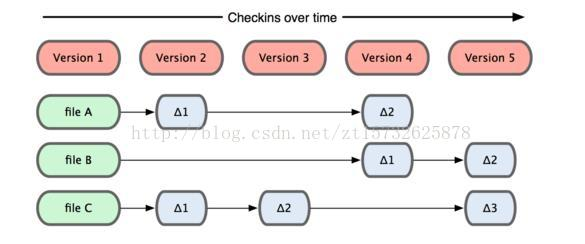 Checkins over time
Version 1 Version 2 Version 3 Version 4 Version 5
file A Δ1 Δ2
http://blog.csdn.net/zt15732625878
file B Δ1 Δ2
file C Δ1 Δ2 Δ3